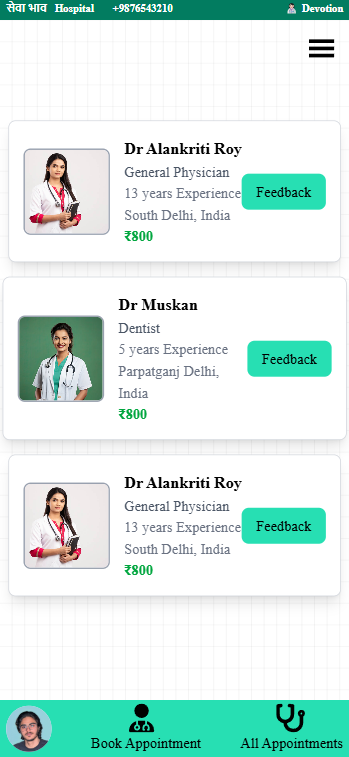 सेवा भाव Hospital +9876543210 Devotion
Dr Alankriti Roy
General Physician
13 years Experience
South Delhi, India
₹800
Feedback
Dr Muskan
Dentist
5 years Experience
Parpatganj Delhi,
India
₹800
Feedback
Dr Alankriti Roy
General Physician
13 years Experience
South Delhi, India
₹800
Feedback
Book Appointment
All Appointments